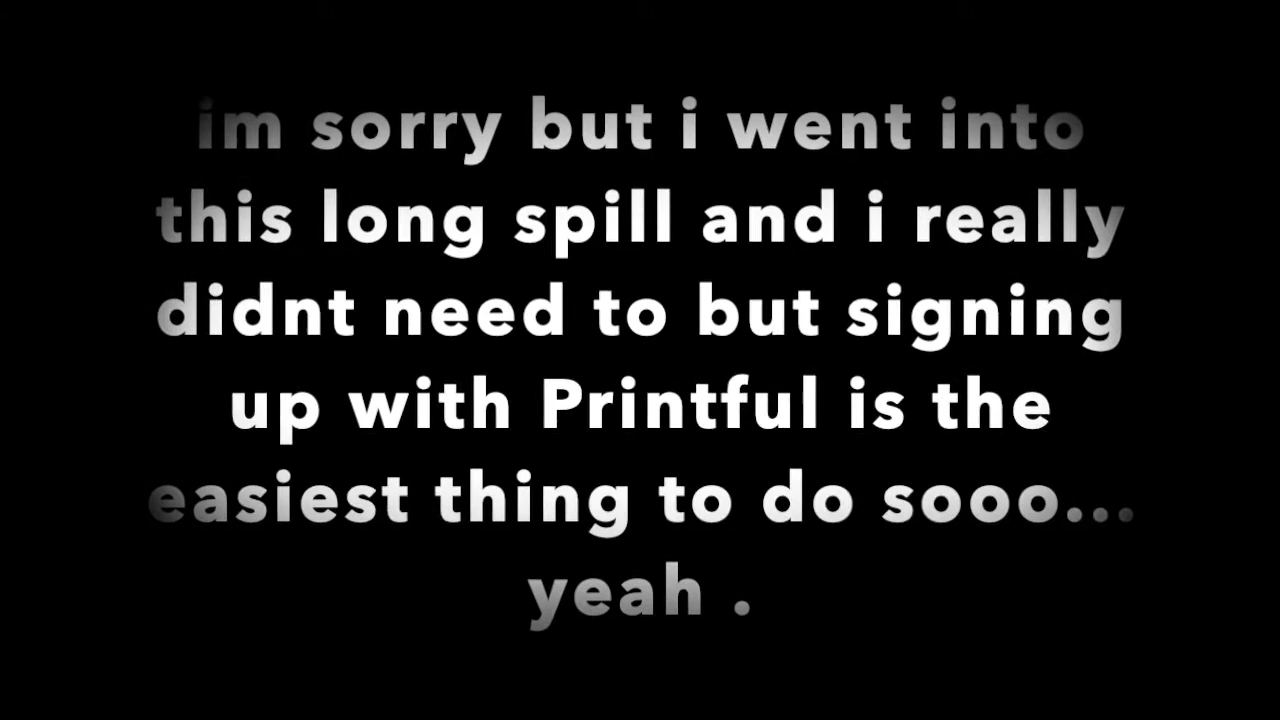 im sorry but i went into
this long spill and i really
didnt need to but signing
up with Printful is the
easiest thing to do sooo...
yeah .